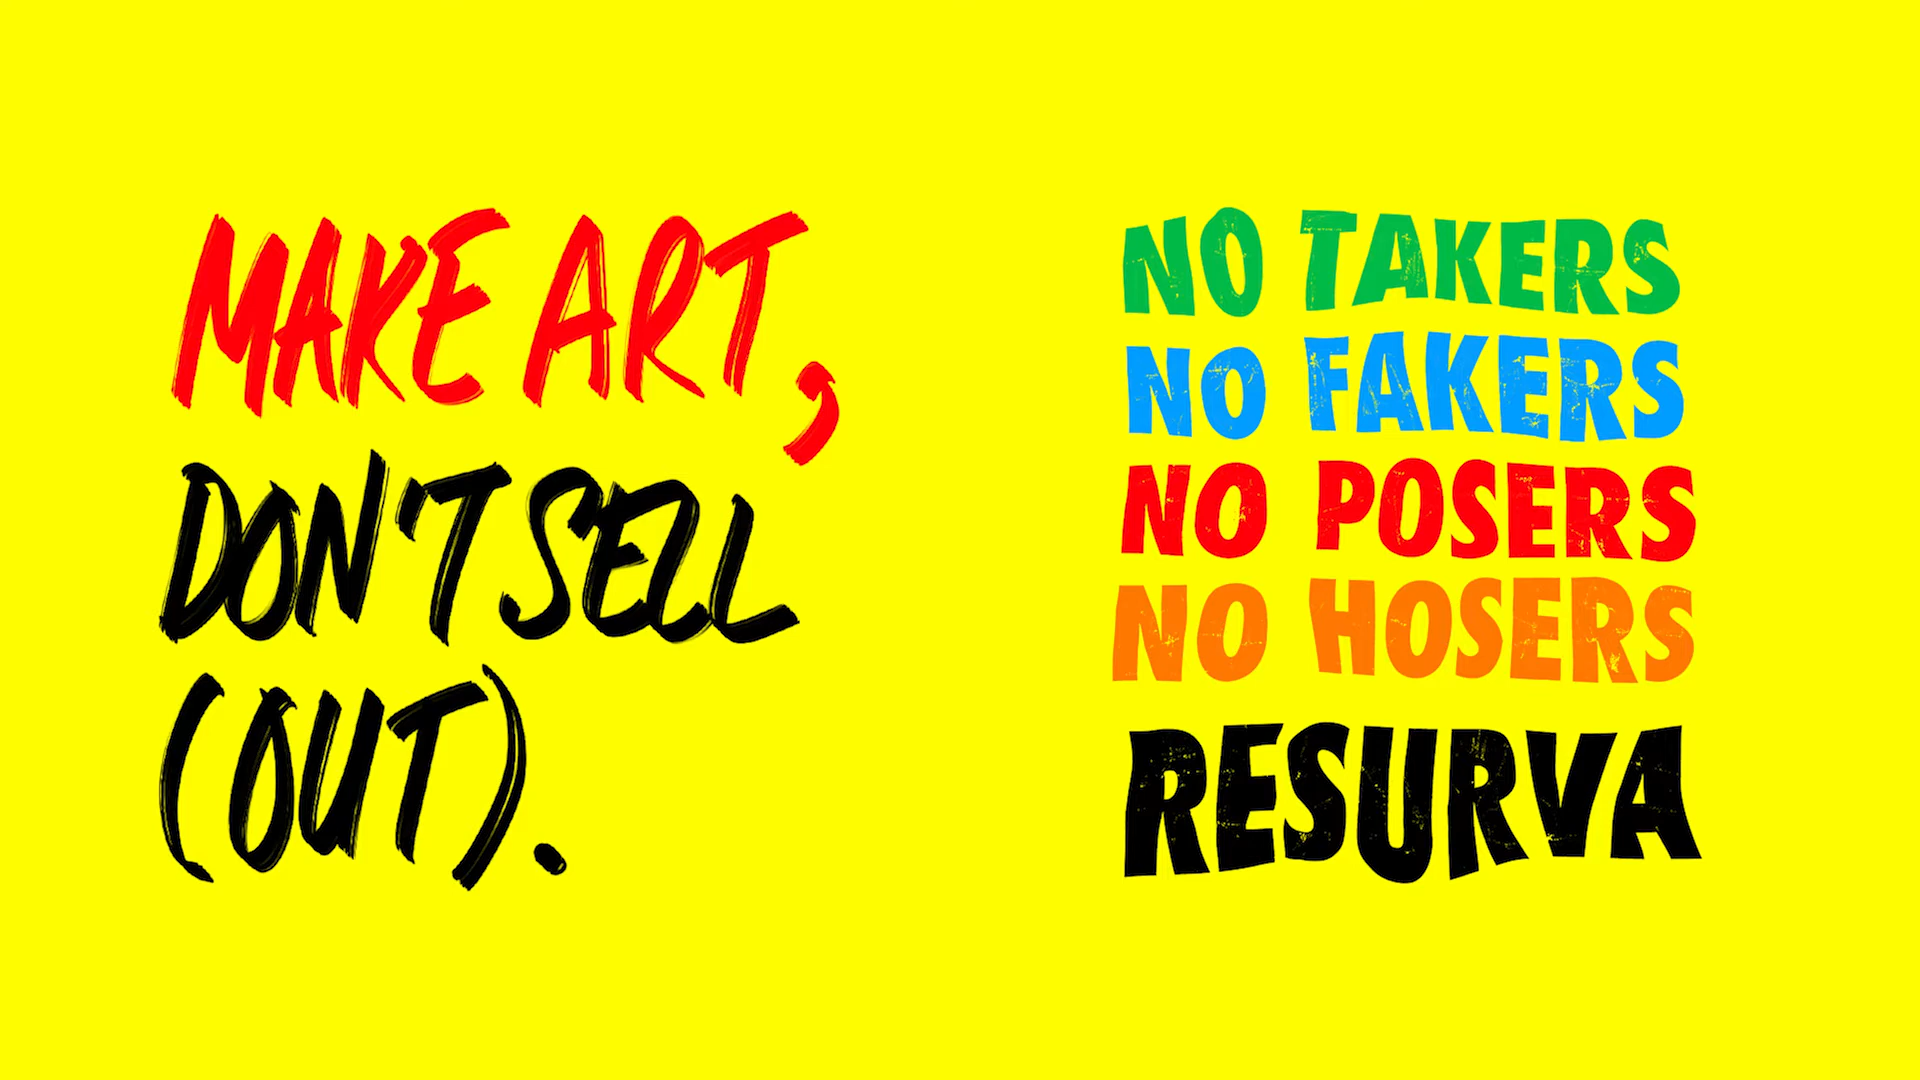 MAKE ART,
DON'T SELL
(OUT).
NO TAKERS
NO FAKERS
NO POSERS
NO HOSERS
RESURVA